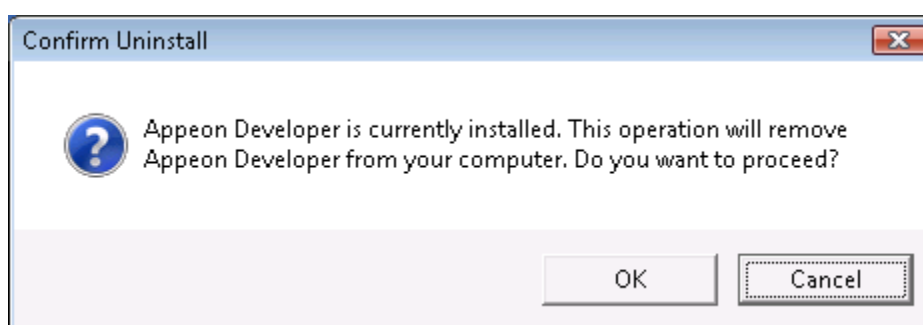 Confirm Uninstall
Appeon Developer is currently installed. This operation will remove
Appeon Developer from your computer. Do you want to proceed?
OK
Cancel